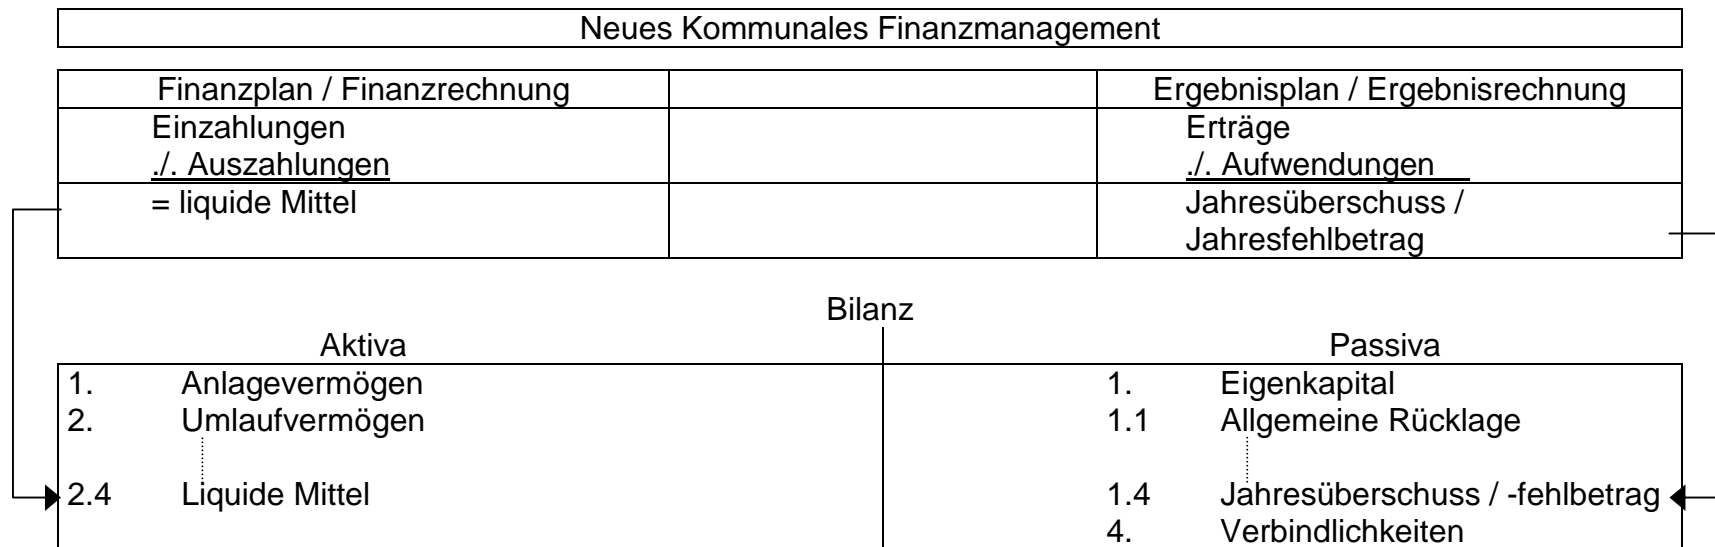 Neues Kommunales Finanzmanagement
Finanzplan / Finanzrechnung Ergebnisplan / Ergebnisrechnung
Einzahlungen Erträge
./. Auszahlungen ./. Aufwendungen
= liquide Mittel Jahresüberschuss /
Jahresfehlbetrag
Bilanz
Aktiva Passiva
1. Anlagevermögen 1. Eigenkapital
2. Umlaufvermögen 1.1 Allgemeine Rücklage
2.4 Liquide Mittel 1.4 Jahresüberschuss / -fehlbetrag
4. Verbindlichkeiten